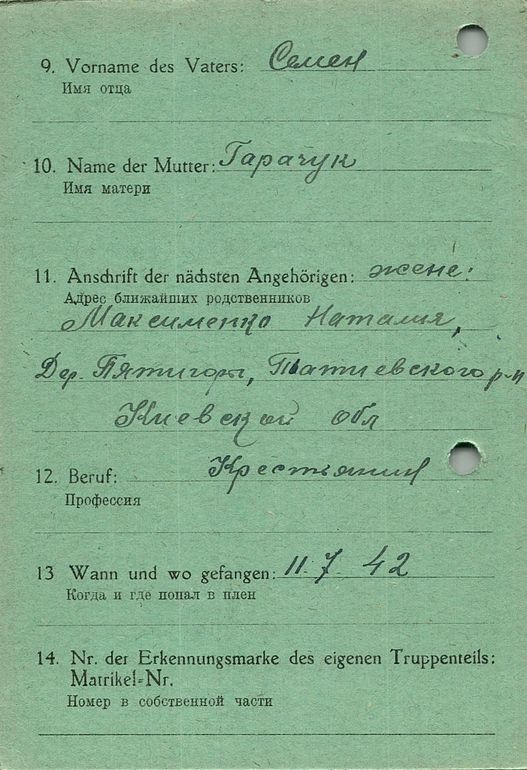 9. Vorname des Vaters: Семен
Имя отца
10. Name der Mutter: Гарачук
Имя матери
11. Anschrift der nächsten Angehörigen: жене:
Адрес ближайших родственников
Максименко Наталия,
Дер. Пятигоры, Татиевского р-н
Киевской обл
12. Beruf: Крестьянин
Профессия
13 Wann und wo gefangen: 11.7.42
Когда и где попал в плен
14. Nr. der Erkennungsmarke des eigenen Truppenteils:
Matrikel-Nr.
Номер в собственной части